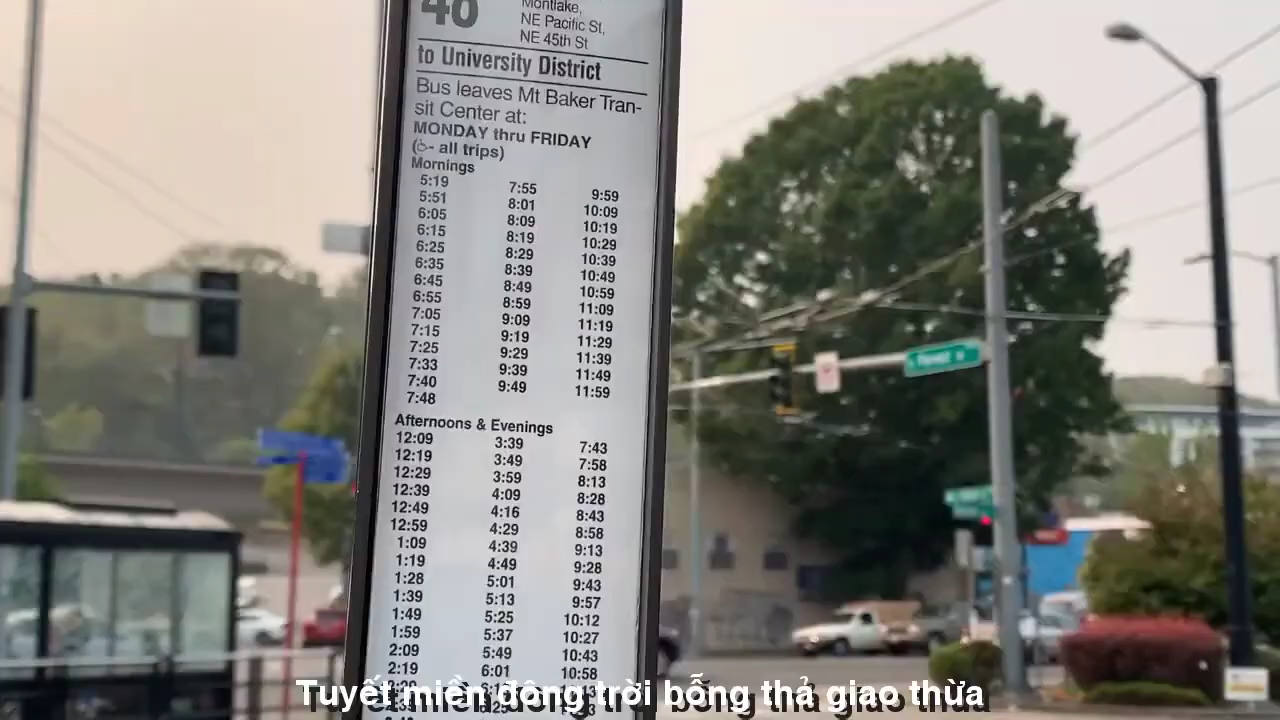 40
Montlake,
NE Pacific St,
NE 45th St
to University District
Bus leaves Mt Baker Tran-
sit Center at:
MONDAY thru FRIDAY
(♿- all trips)
Mornings
5:19 7:55 9:59
5:51 8:01 10:09
6:05 8:09 10:19
6:15 8:19 10:29
6:25 8:29 10:39
6:35 8:39 10:49
6:45 8:49 10:59
6:55 8:59 11:09
7:05 9:09 11:19
7:15 9:19 11:29
7:25 9:29 11:39
7:33 9:39 11:49
7:40 9:49 11:59
7:48
Afternoons & Evenings
12:09 3:39 7:43
12:19 3:49 7:58
12:29 3:59 8:13
12:39 4:09 8:28
12:49 4:16 8:43
12:59 4:29 8:58
1:09 4:39 9:13
1:19 4:49 9:28
1:28 5:01 9:43
1:39 5:13 9:57
1:49 5:25 10:12
1:59 5:37 10:27
2:09 5:49 10:43
2:19 6:01 10:58
Tuyết miền đông trời bỗng thả giao thừa